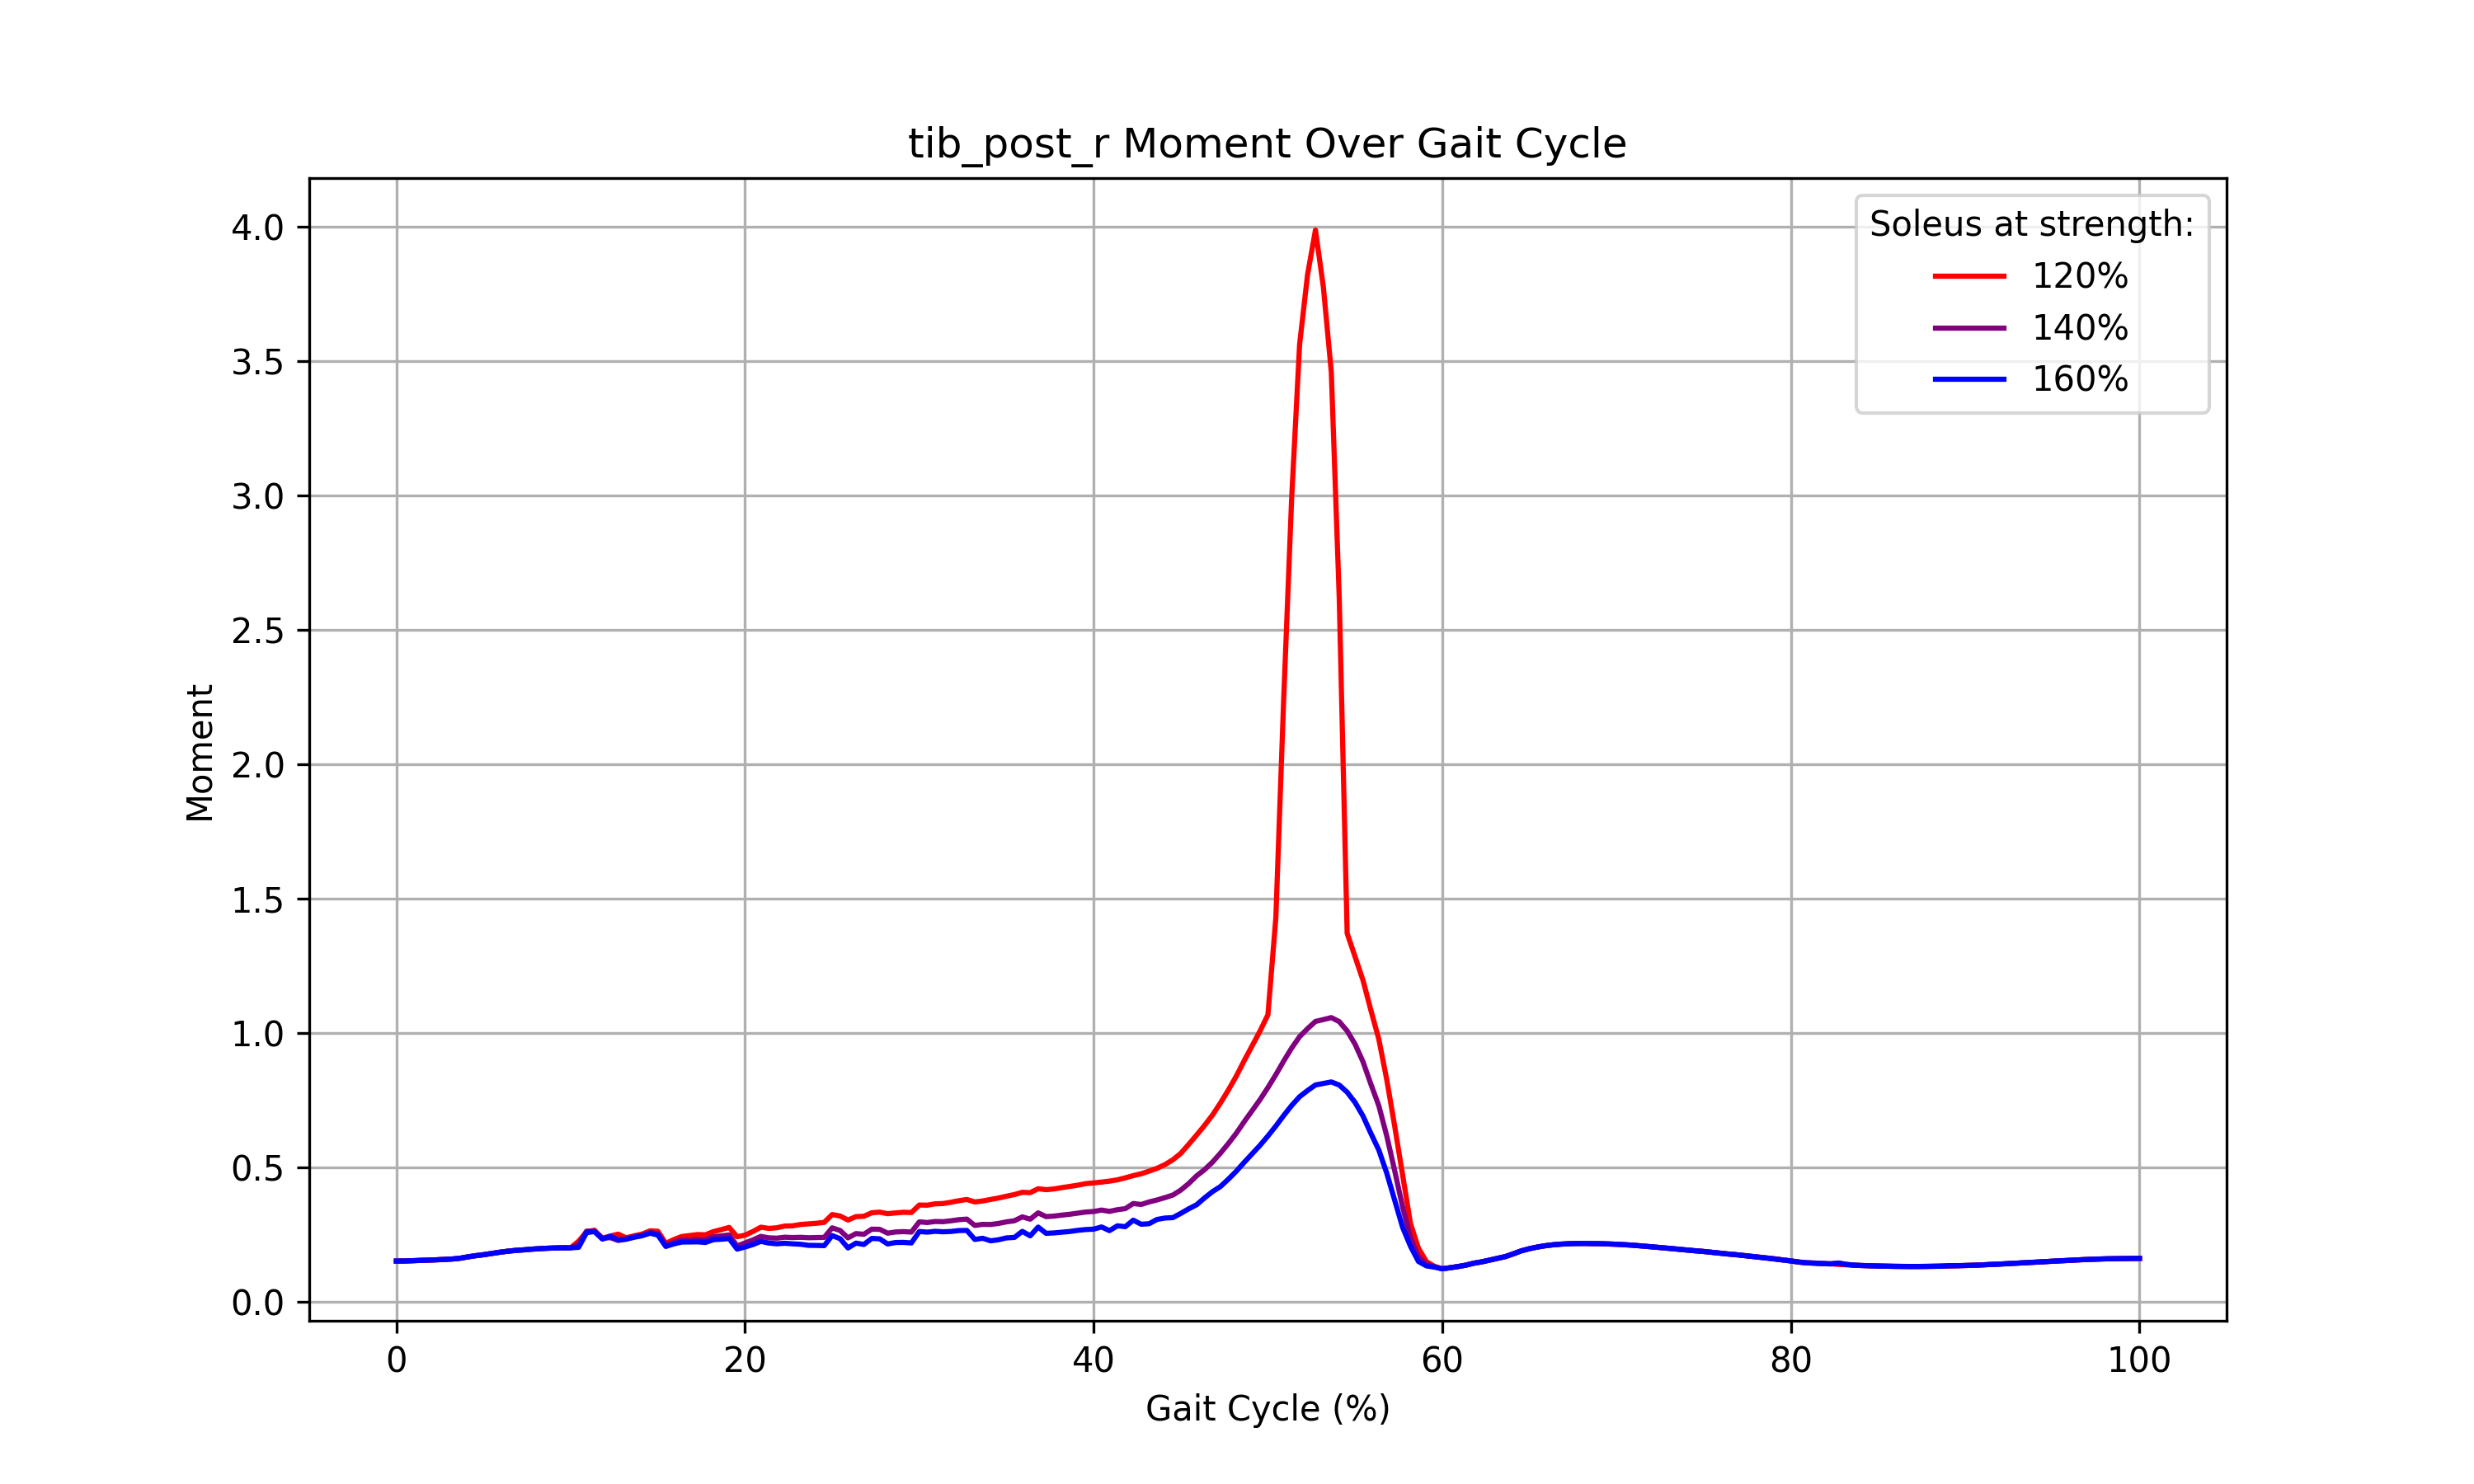 tib_post_r Moment Over Gait Cycle
Soleus at strength:
120%
140%
160%
4.0
3.5
3.0
2.5
2.0
1.5
1.0
0.5
0.0
Moment
0 20 40 60 80 100
Gait Cycle (%)